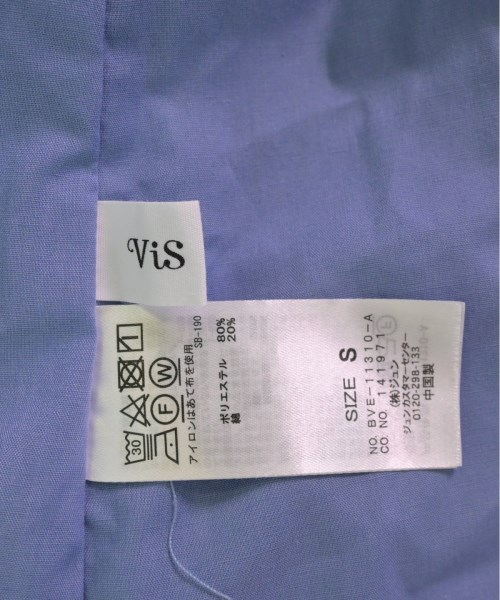 ViS
30
F W
アイロンはあて布を使用
SB-190
ポリエステル 80%
綿 20%
SIZE S
NO. BVE-11310-A
CO. NO. 141971
(株)ジュン
ジュンカスタマーセンター
0120-298-133
中国製